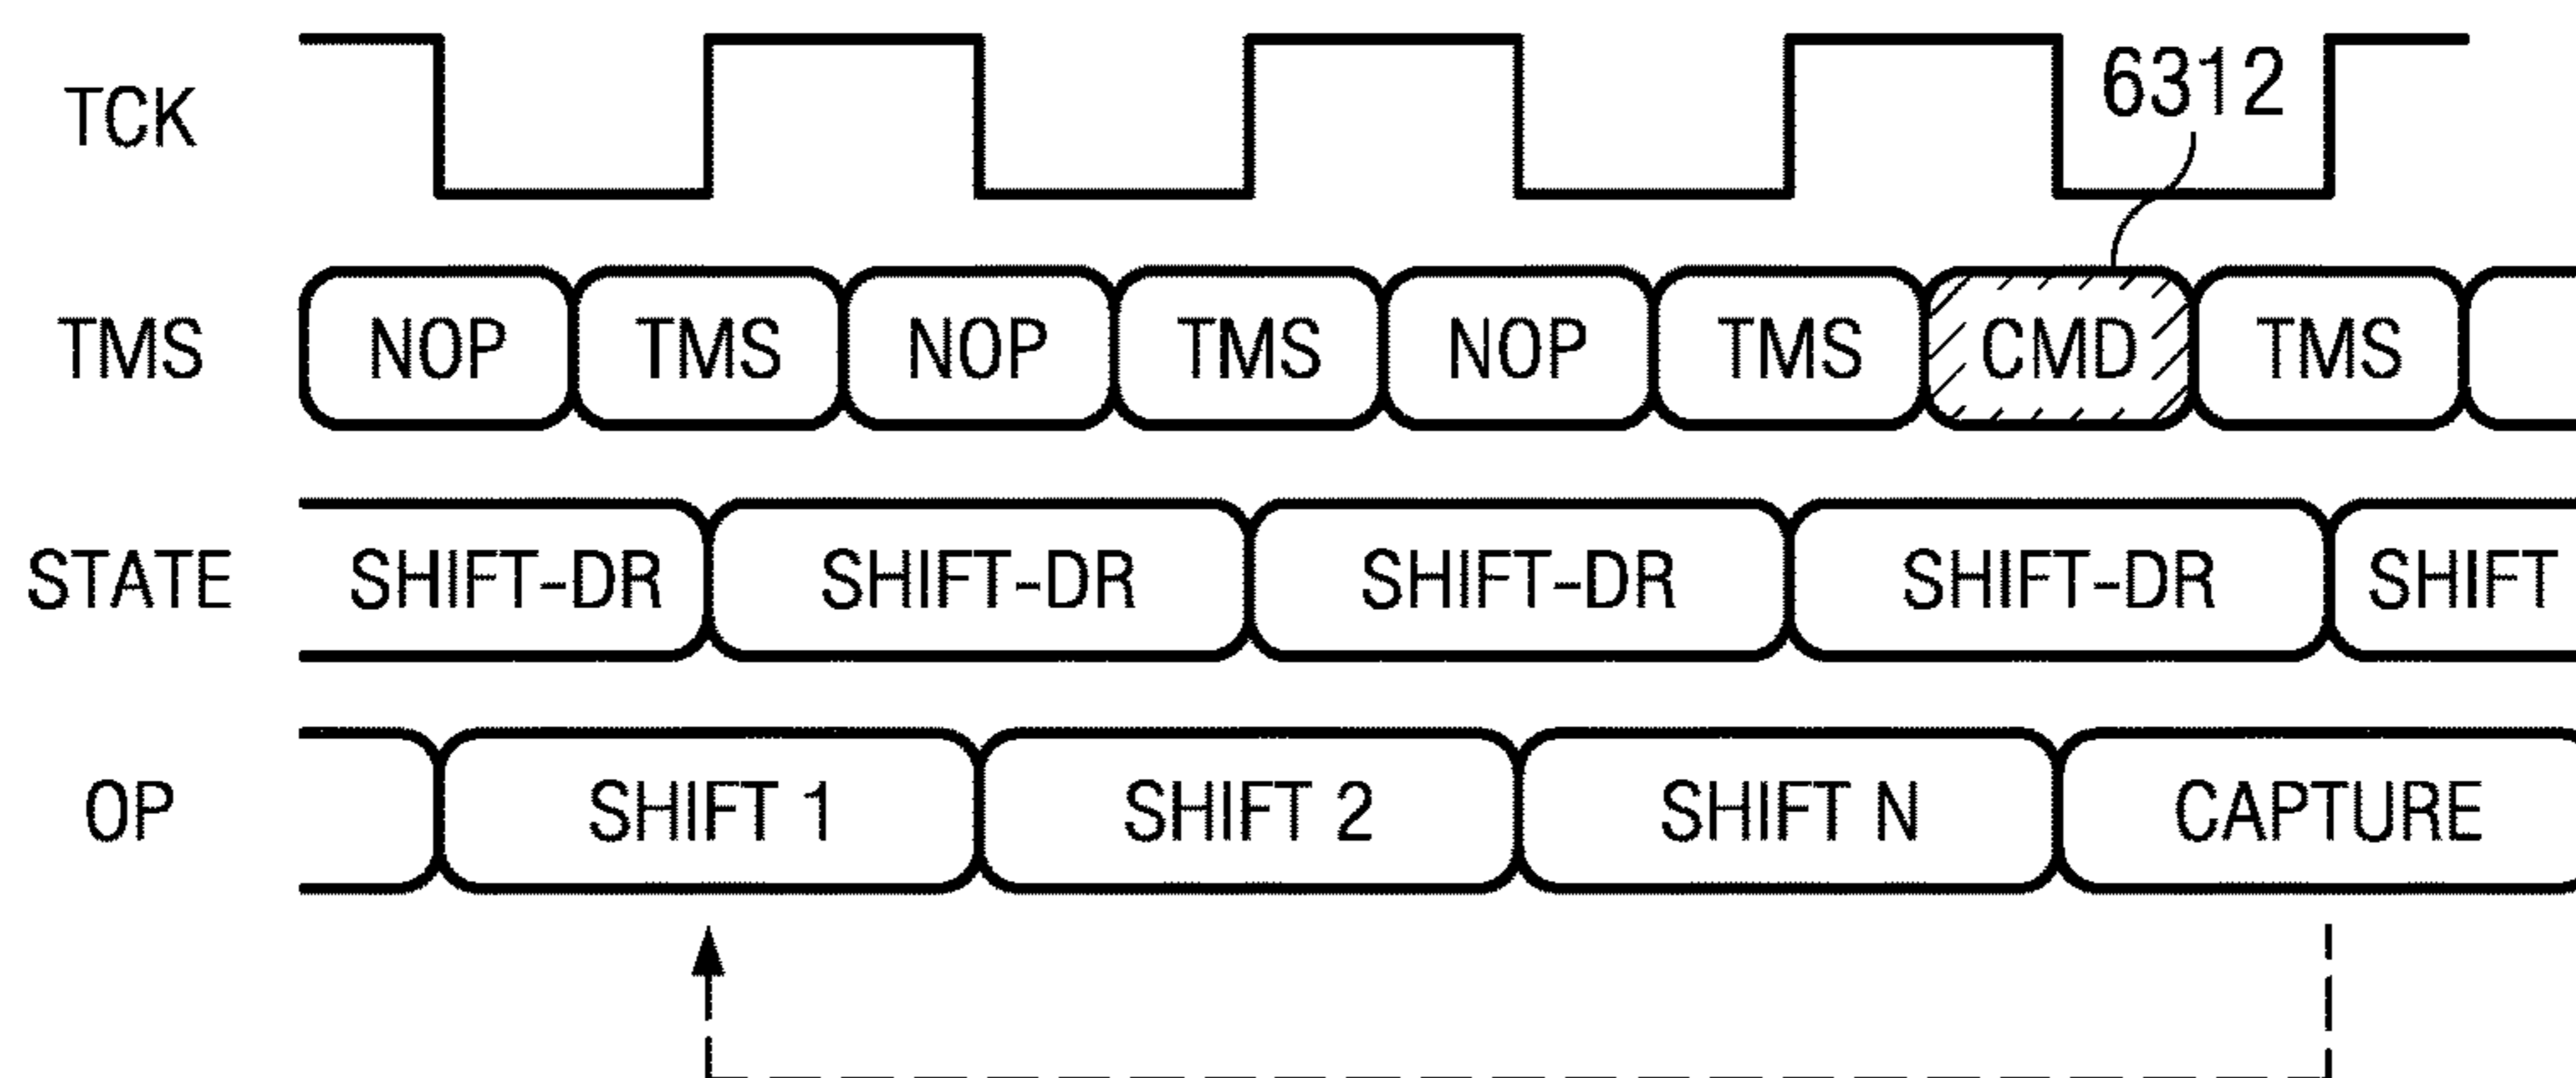 6312
TCK
TMS NOP TMS NOP TMS NOP TMS CMD TMS
STATE SHIFT-DR SHIFT-DR SHIFT-DR SHIFT-DR SHIFT
OP SHIFT 1 SHIFT 2 SHIFT N CAPTURE